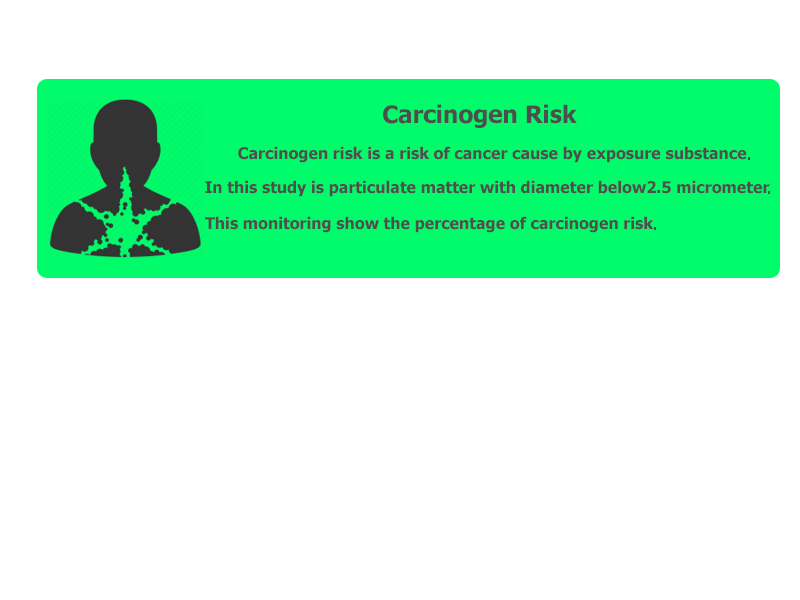 Carcinogen Risk
Carcinogen risk is a risk of cancer cause by exposure substance.
In this study is particulate matter with diameter below2.5 micrometer.
This monitoring show the percentage of carcinogen risk.